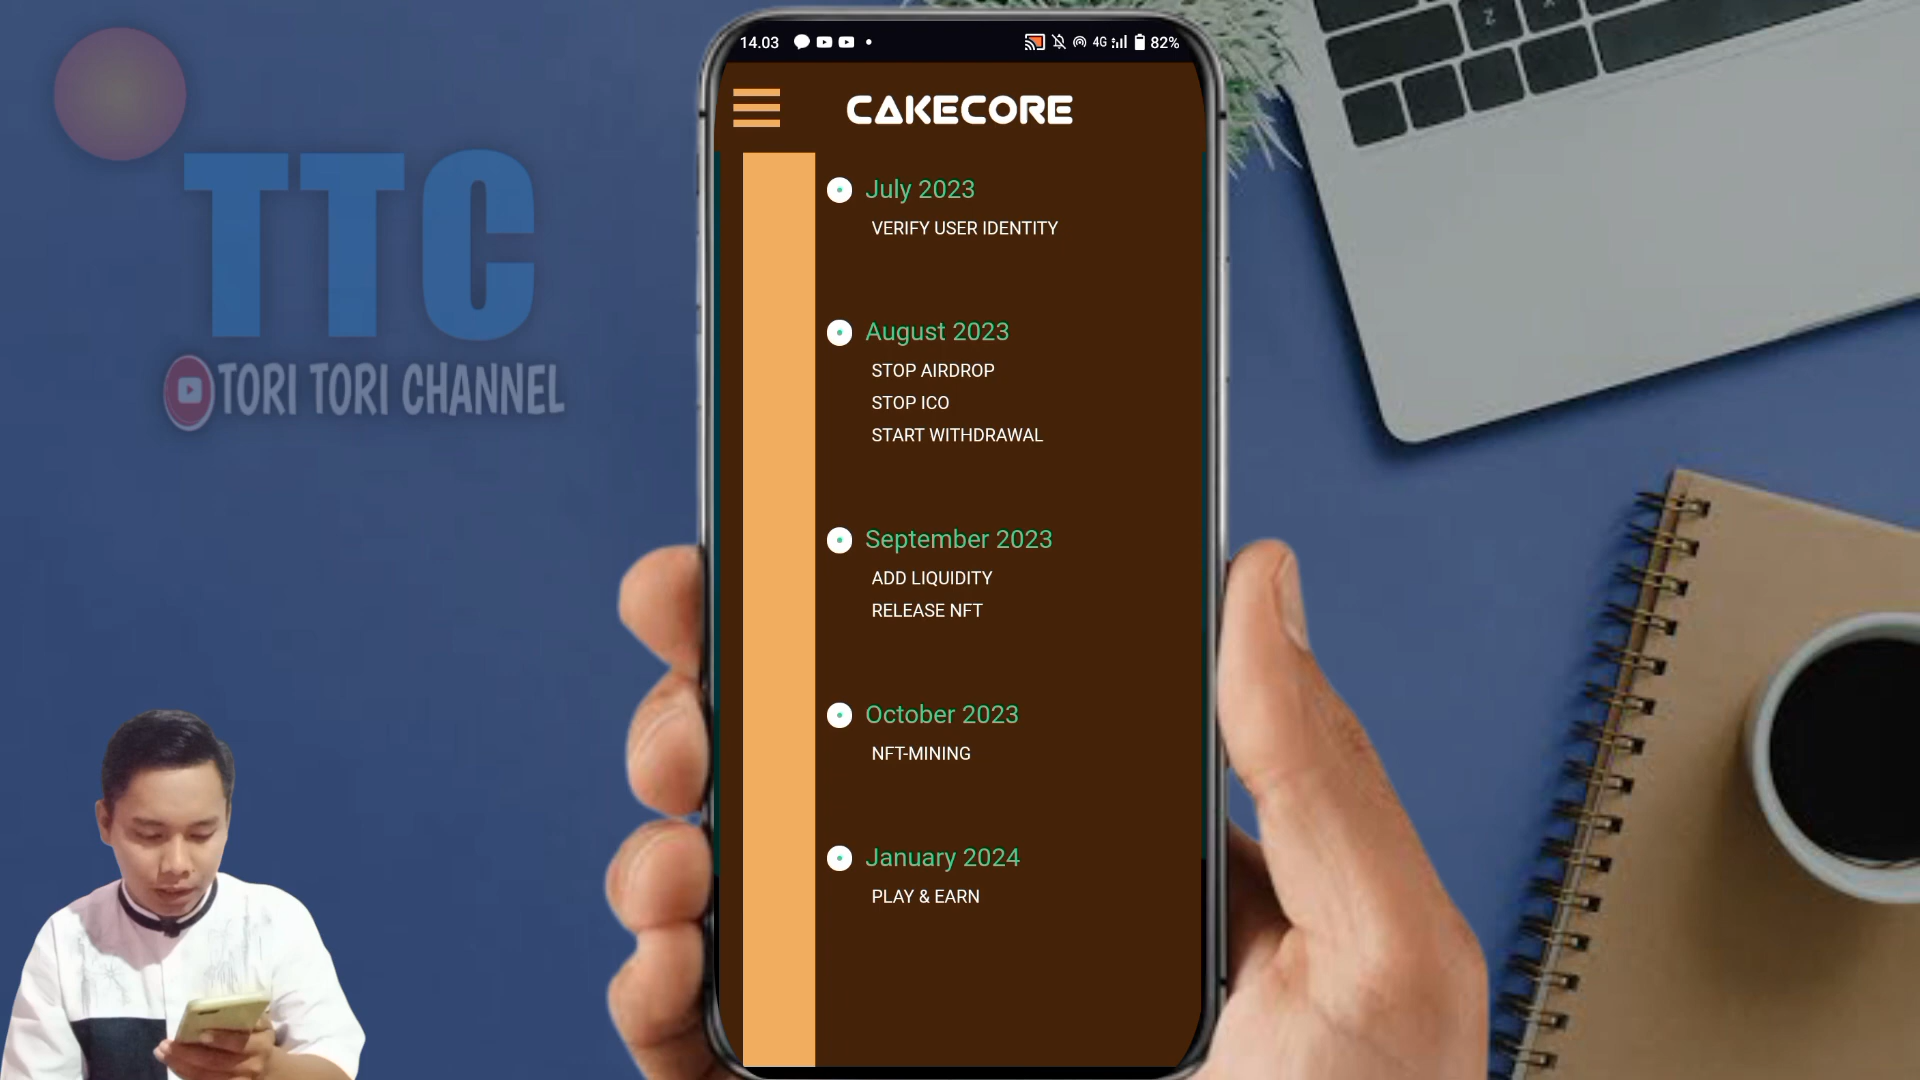 TTC
TORI TORI CHANNEL
14.03
4G
82%
CAKECORE
July 2023
VERIFY USER IDENTITY
August 2023
STOP AIRDROP
STOP ICO
START WITHDRAWAL
September 2023
ADD LIQUIDITY
RELEASE NFT
October 2023
NFT-MINING
January 2024
PLAY & EARN
Z